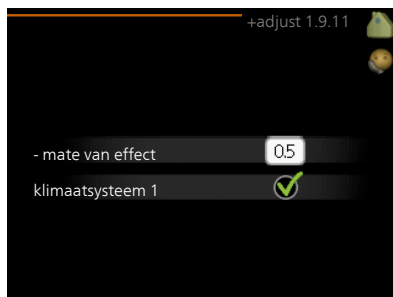 +adjust 1.9.11
- mate van effect 0.5
klimaatsysteem 1